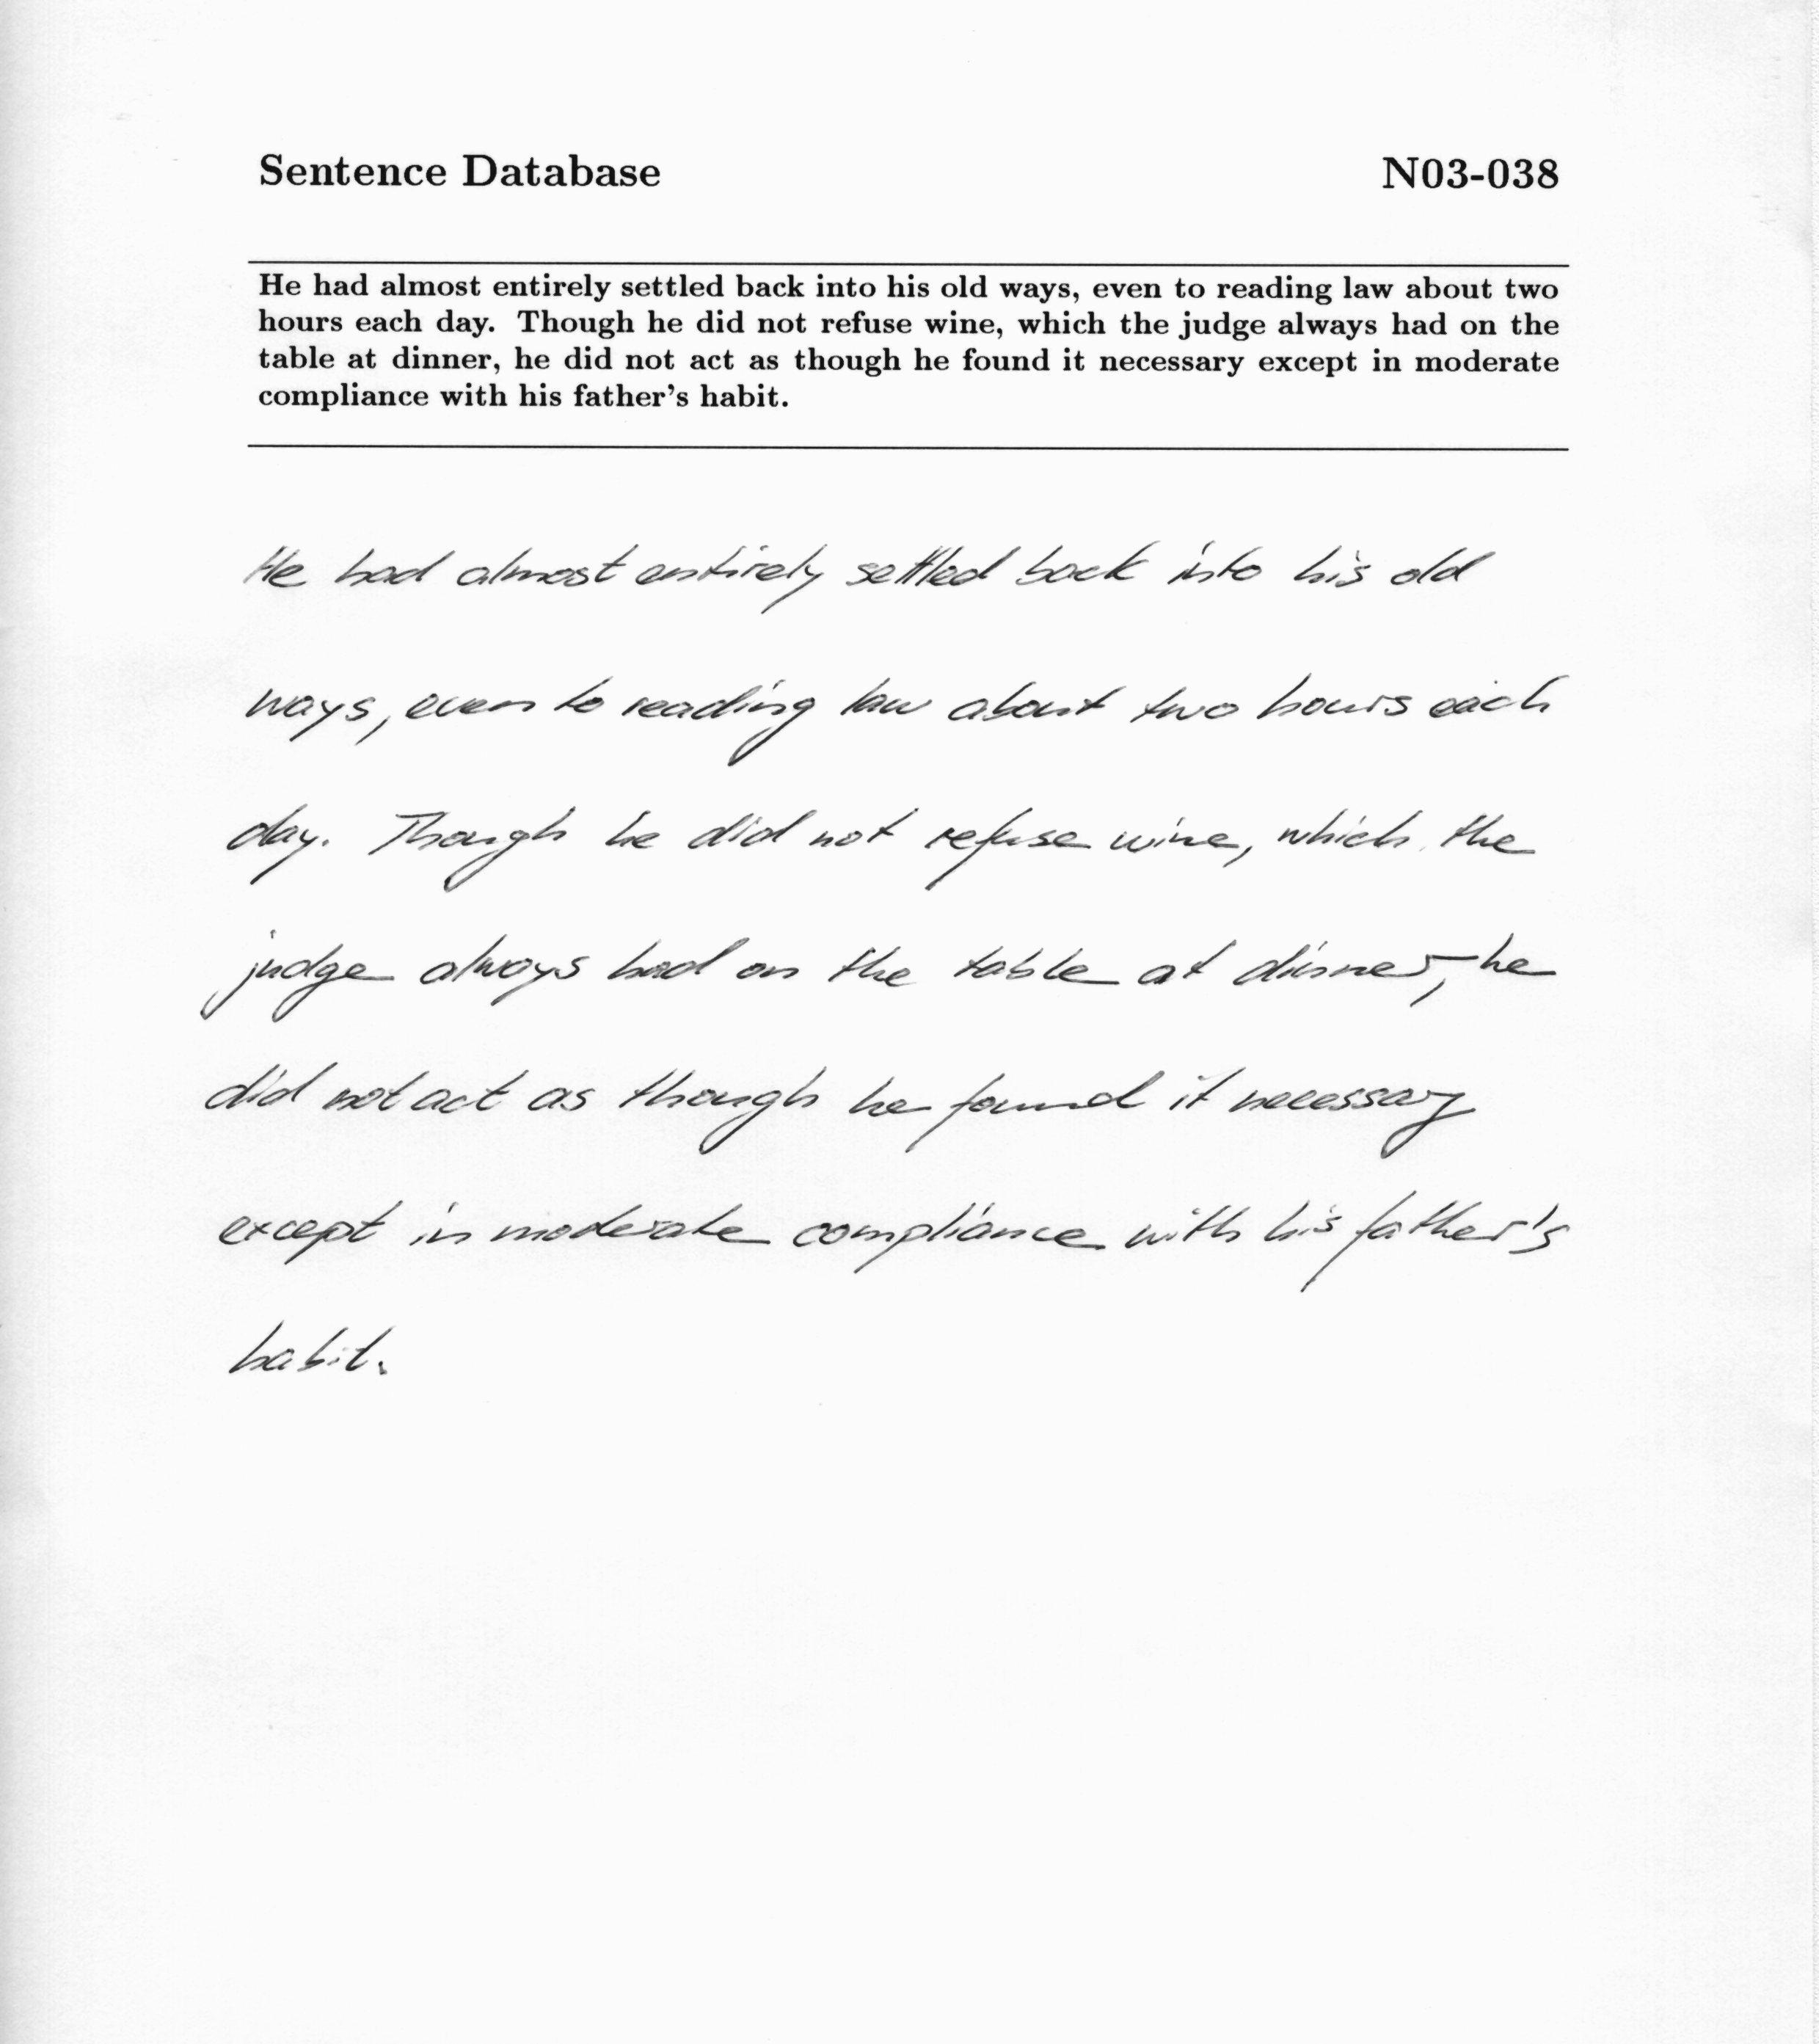 Sentence Database N03-038
He had almost entirely settled back into his old ways, even to reading law about two
hours each day. Though he did not refuse wine, which the judge always had on the
table at dinner, he did not act as though he found it necessary except in moderate
compliance with his father's habit.
He had almost entirely settled back into his old
ways, even to reading law about two hours each
day. Though he did not refuse wine, which the
judge always had on the table at dinner, he
did not act as though he found it necessary
except in moderate compliance with his father's
habit.